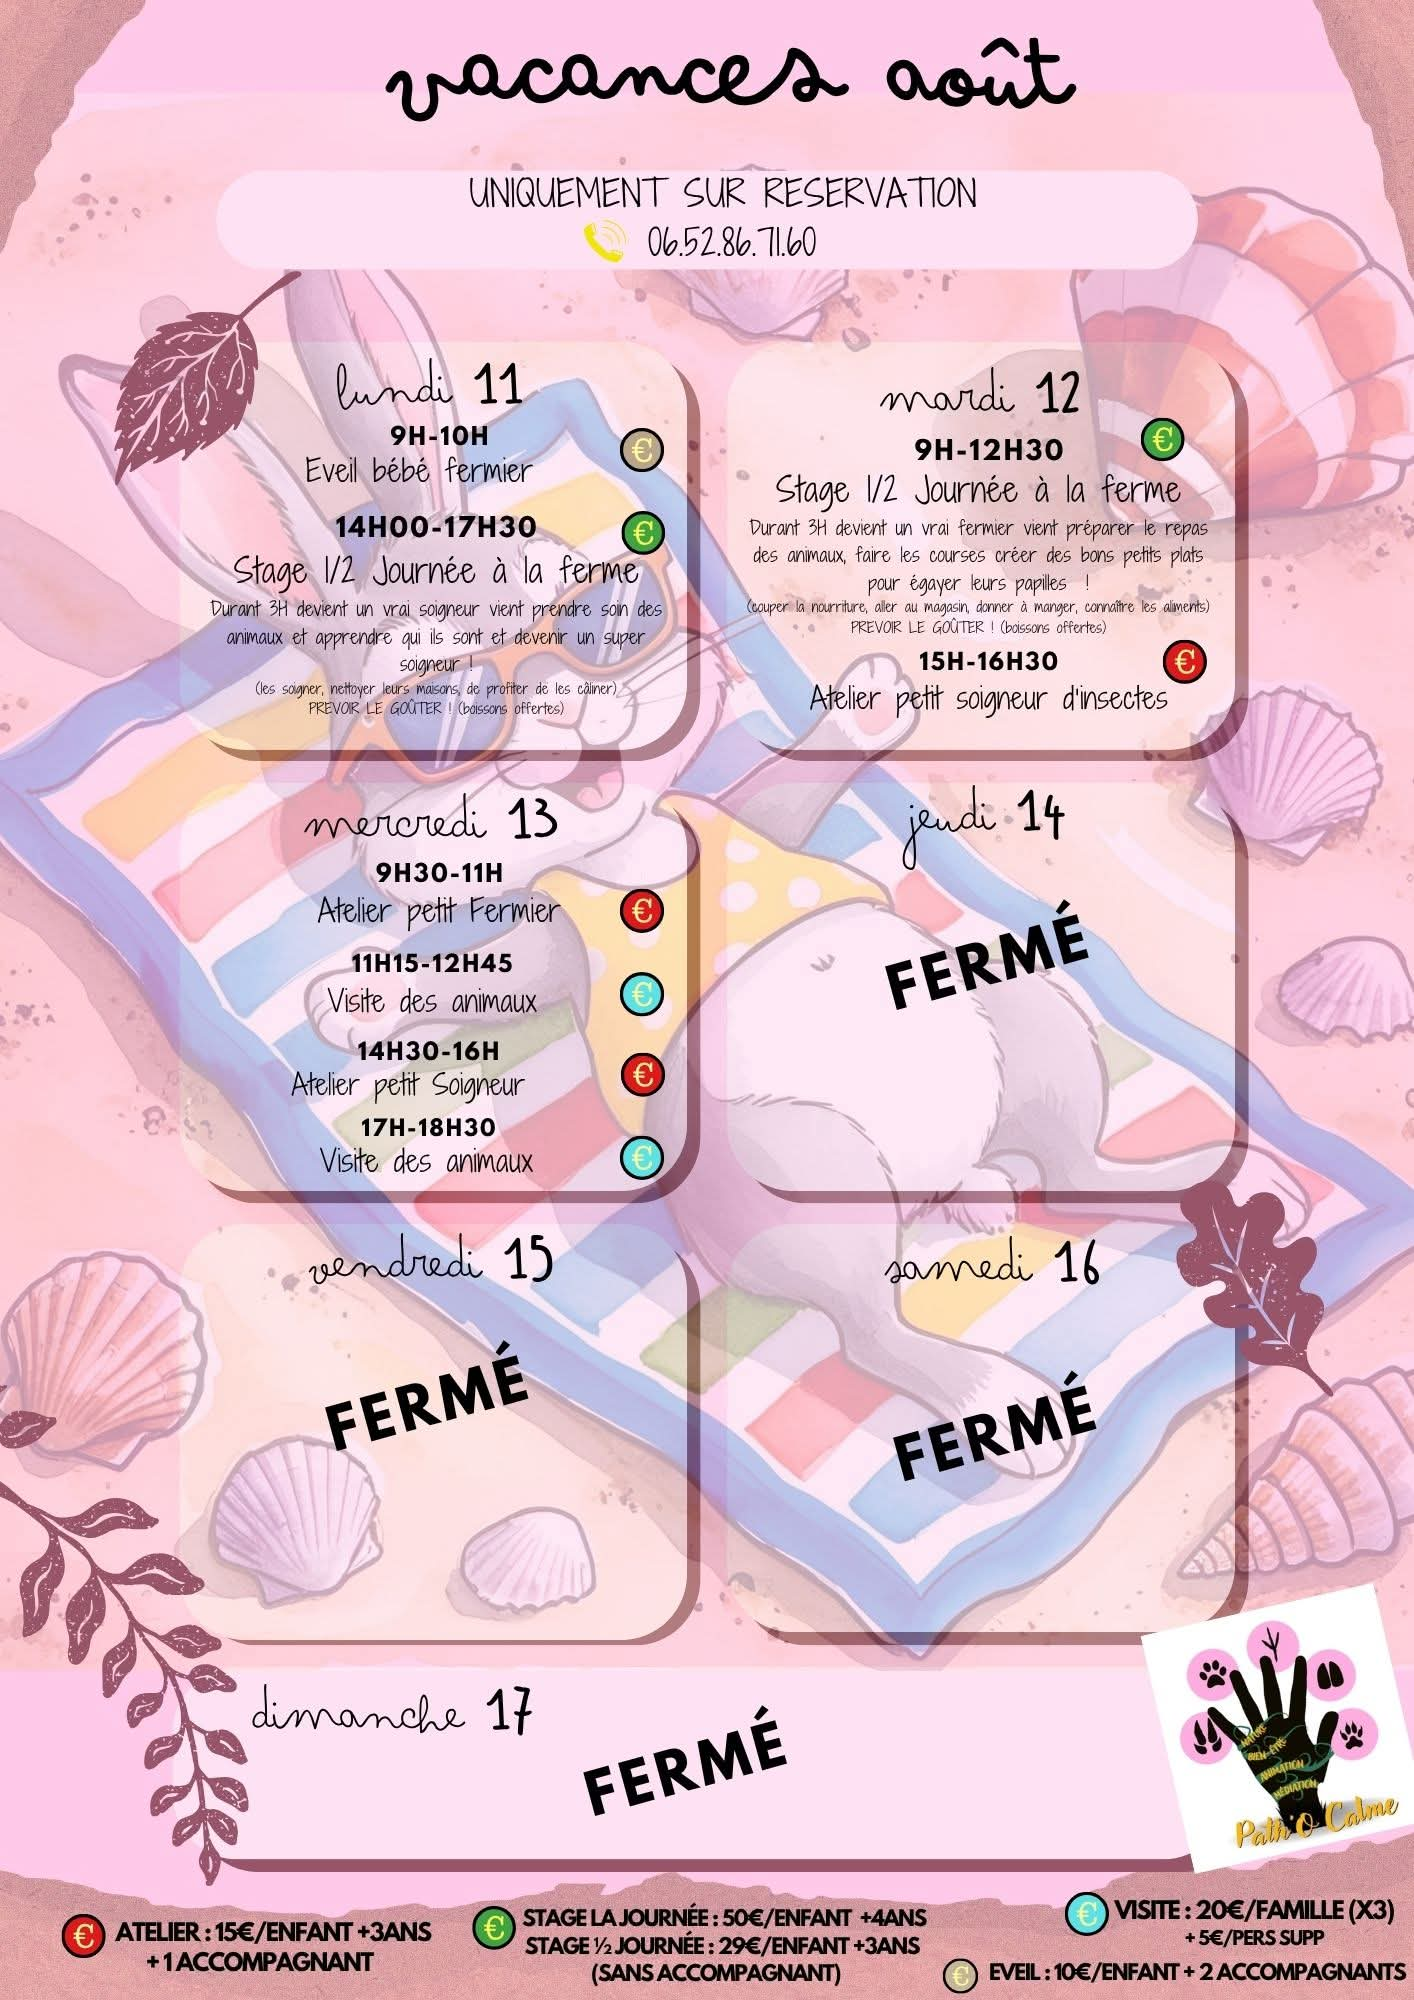 vacances août
UNIQUEMENT SUR RESERVATION
06.52.86.71.60
lundi 11
9H-10H
Eveil bébé fermier
14H00-17H30
Stage 1/2 Journée à la ferme
Durant 3H devient un vrai soigneur vient prendre soin des
animaux et apprendre qui ils sont et devenir un super
soigneur !
(les soigner, nettoyer leurs maisons, de profiter de les câliner)
PREVOIR LE GOÛTER ! (boissons offertes)
mardi 12
9H-12H30
Stage 1/2 Journée à la ferme
Durant 3H devient un vrai fermier vient préparer le repas
des animaux, faire les courses créer des bons petits plats
pour égayer leurs papilles !
(couper la nourriture, aller au magasin, donner à manger, connaître les aliments)
PREVOIR LE GOÛTER ! (boissons offertes)
15H-16H30
Atelier petit soigneur d'insectes
mercredi 13
9H30-11H
Atelier petit Fermier
11H15-12H45
Visite des animaux
14H30-16H
Atelier petit Soigneur
17H-18H30
Visite des animaux
jeudi 14
FERMÉ
vendredi 15
FERMÉ
samedi 16
FERMÉ
dimanche 17
FERMÉ
NATURE
BIEN-ÊTRE
ANIMATION
MÉDIATION
Path'O Calme
€ ATELIER : 15€/ENFANT +3ANS
+ 1 ACCOMPAGNANT
€ STAGE LA JOURNÉE : 50€/ENFANT +4ANS
STAGE ½ JOURNÉE : 29€/ENFANT +3ANS
(SANS ACCOMPAGNANT)
€ VISITE : 20€/FAMILLE (X3)
+ 5€/PERS SUPP
€ EVEIL : 10€/ENFANT + 2 ACCOMPAGNANTS